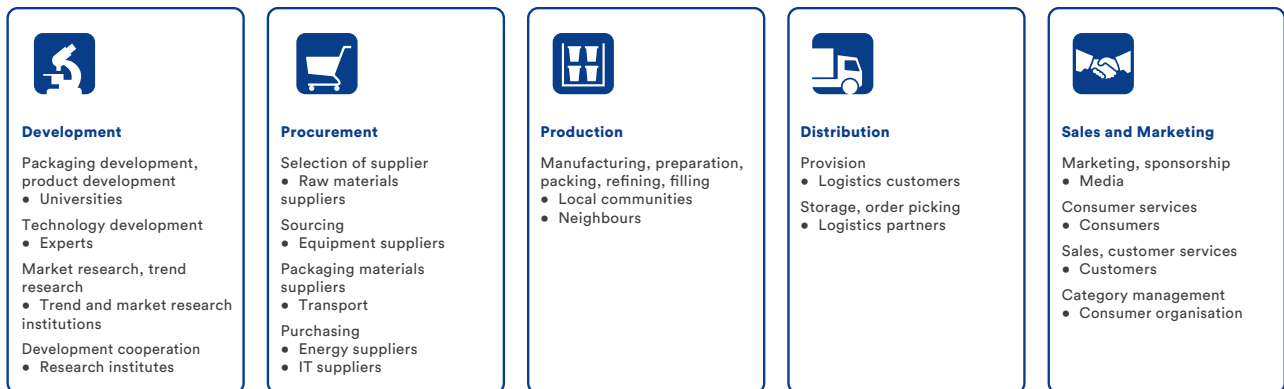 Development
Packaging development,
product development
• Universities
Technology development
• Experts
Market research, trend
research
• Trend and market research
institutions
Development cooperation
• Research institutes
Procurement
Selection of supplier
• Raw materials
suppliers
Sourcing
• Equipment suppliers
Packaging materials
suppliers
• Transport
Purchasing
• Energy suppliers
• IT suppliers
Production
Manufacturing, preparation,
packing, refining, filling
• Local communities
• Neighbours
Distribution
Provision
• Logistics customers
Storage, order picking
• Logistics partners
Sales and Marketing
Marketing, sponsorship
• Media
Consumer services
• Consumers
Sales, customer services
• Customers
Category management
• Consumer organisation